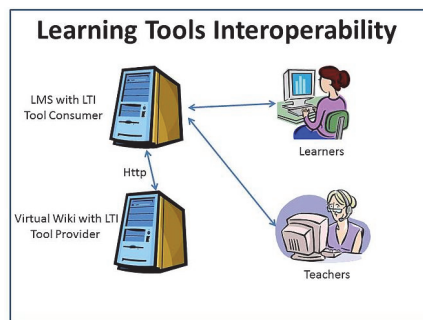 Learning Tools Interoperability
LMS with LTI
Tool Consumer
Learners
Http
Virtual Wiki with LTI
Tool Provider
Teachers